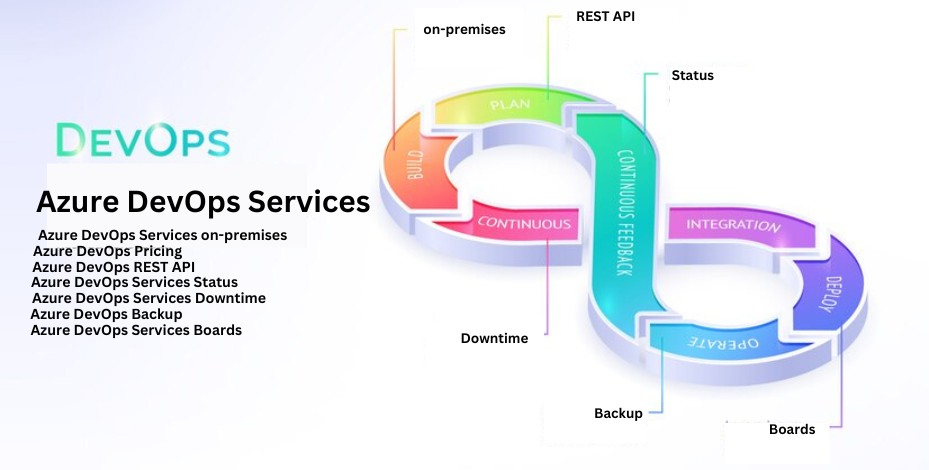 DevOps
Azure DevOps Services
Azure DevOps Services on-premises
Azure DevOps Pricing
Azure DevOps REST API
Azure DevOps Services Status
Azure DevOps Services Downtime
Azure DevOps Backup
Azure DevOps Services Boards
on-premises
REST API
Status
PLAN
BUILD
CONTINUOUS
CONTINUOUS FEEDBACK
INTEGRATION
DEPLOY
OPERATE
Downtime
Backup
Boards